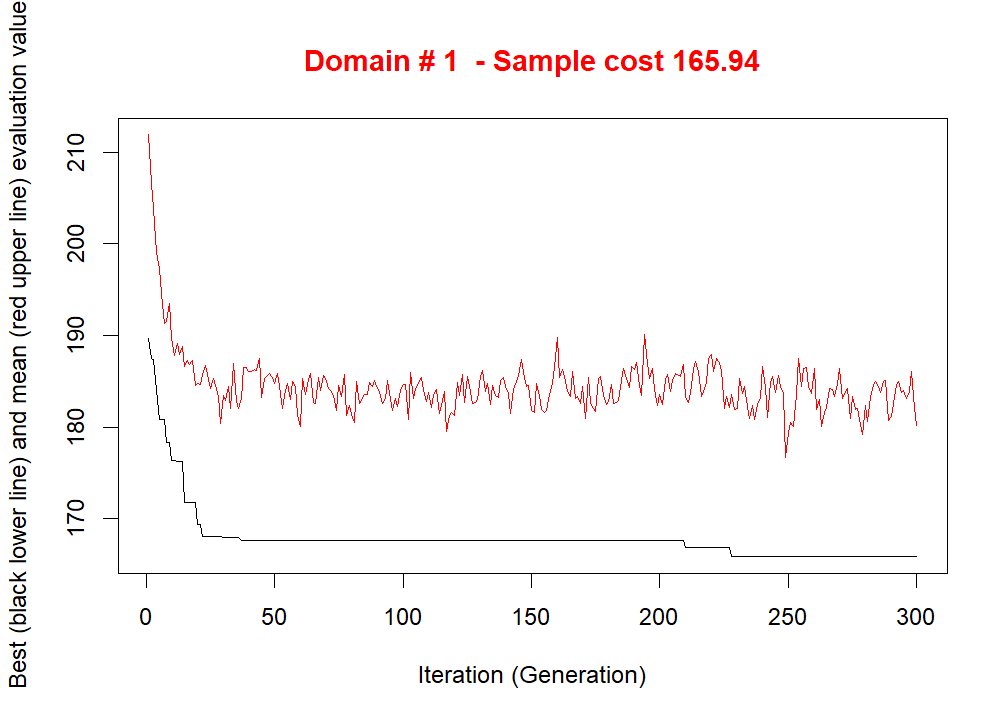 Domain # 1  - Sample cost 165.94
Best (black lower line) and mean (red upper line) evaluation value
210
200
190
180
170
0 50 100 150 200 250 300
Iteration (Generation)